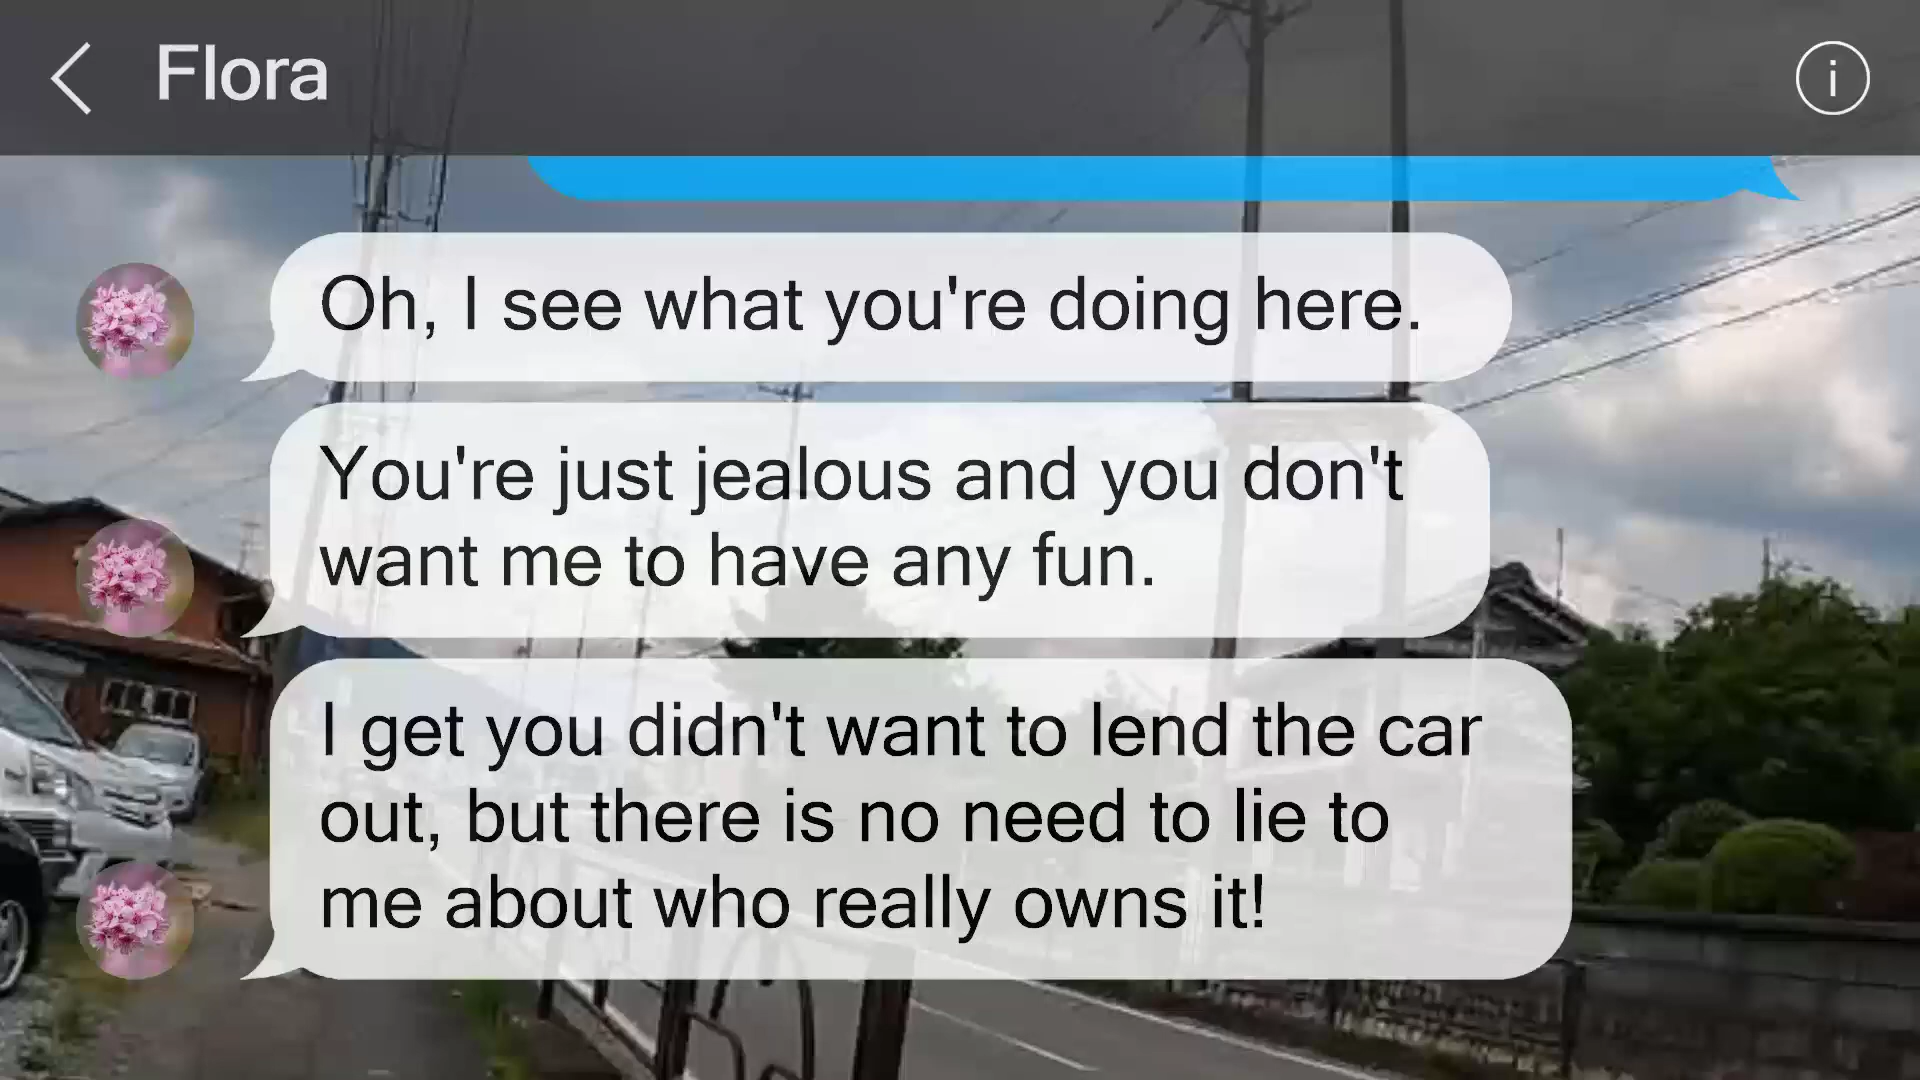 Flora
Oh, I see what you're doing here.
You're just jealous and you don't
want me to have any fun.
I get you didn't want to lend the car
out, but there is no need to lie to
me about who really owns it!